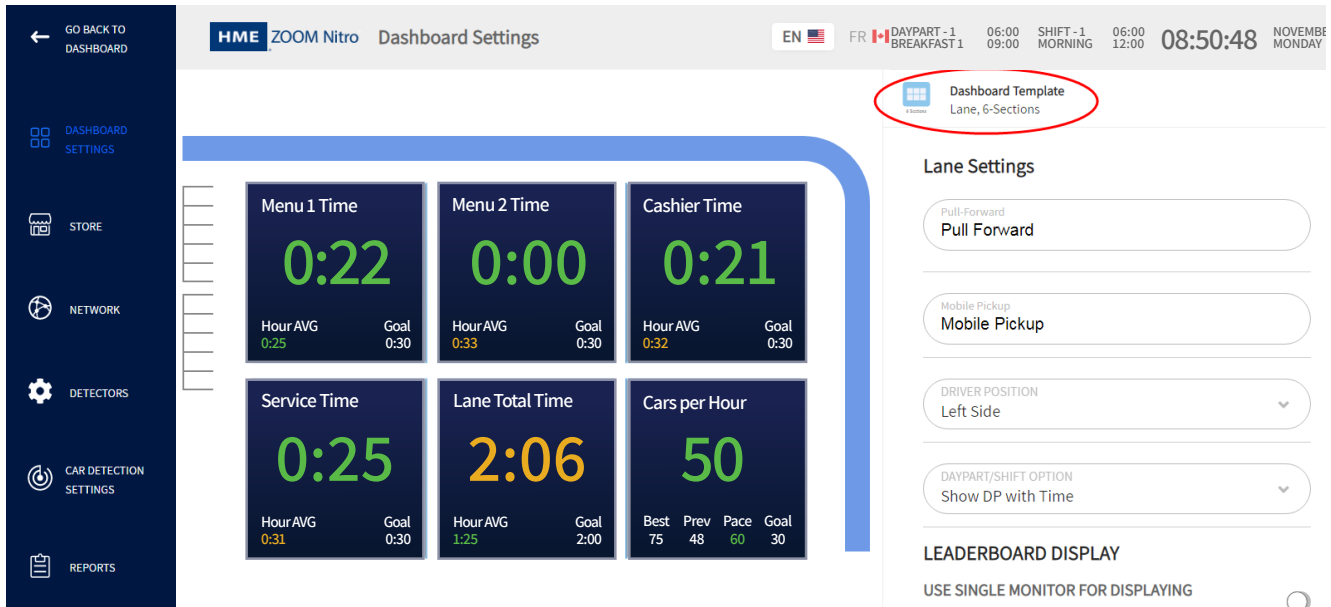 GO BACK TO
DASHBOARD
HME ZOOM Nitro Dashboard Settings
EN FR
DAYPART - 1 06:00 SHIFT - 1 06:00
BREAKFAST 1 09:00 MORNING 12:00
08:50:48
NOVEMBE
MONDAY
DASHBOARD
SETTINGS
STORE
NETWORK
DETECTORS
CAR DETECTION
SETTINGS
REPORTS
Menu 1 Time
0:22
Hour AVG Goal
0:25 0:30
Menu 2 Time
0:00
Hour AVG Goal
0:33 0:30
Cashier Time
0:21
Hour AVG Goal
0:32 0:30
Service Time
0:25
Hour AVG Goal
0:31 0:30
Lane Total Time
2:06
Hour AVG Goal
1:25 2:00
Cars per Hour
50
Best Prev Pace Goal
75 48 60 30
6 Sections
Dashboard Template
Lane, 6-Sections
Lane Settings
Pull-Forward
Pull Forward
Mobile Pickup
Mobile Pickup
DRIVER POSITION
Left Side
DAYPART/SHIFT OPTION
Show DP with Time
LEADERBOARD DISPLAY
USE SINGLE MONITOR FOR DISPLAYING